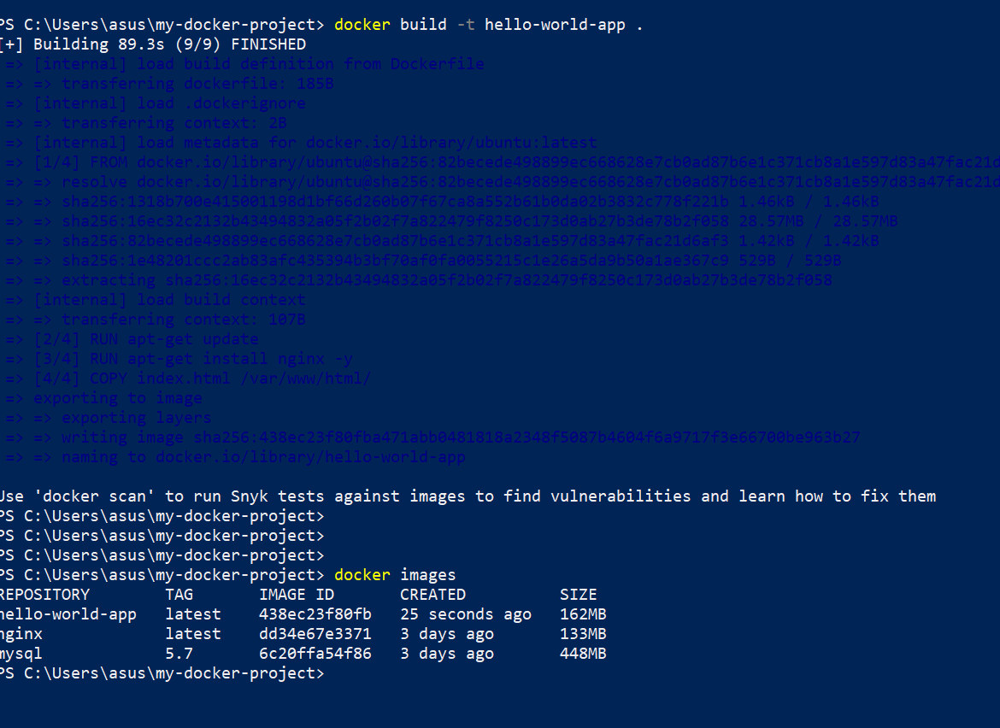 PS C:\Users\asus\my-docker-project> docker build -t hello-world-app .
[+] Building 89.3s (9/9) FINISHED
=> [internal] load build definition from Dockerfile
=> => transferring dockerfile: 185B
=> [internal] load .dockerignore
=> => transferring context: 2B
=> [internal] load metadata for docker.io/library/ubuntu:latest
=> [1/4] FROM docker.io/library/ubuntu@sha256:82becede498899ec668628e7cb0ad87b6e1c371cb8a1e597d83a47fac21d
=> => resolve docker.io/library/ubuntu@sha256:82becede498899ec668628e7cb0ad87b6e1c371cb8a1e597d83a47fac21d
=> => sha256:1318b700e415001198d1bf66d260b07f67ca8a552b61b0da02b3832c778f221b 1.46kB / 1.46kB
=> => sha256:16ec32c2132b43494832a05f2b02f7a822479f8250c173d0ab27b3de78b2f058 28.57MB / 28.57MB
=> => sha256:82becede498899ec668628e7cb0ad87b6e1c371cb8a1e597d83a47fac21d6af3 1.42kB / 1.42kB
=> => sha256:1e48201ccc2ab83afc435394b3bf70af0fa0055215c1e26a5da9b50a1ae367c9 529B / 529B
=> => extracting sha256:16ec32c2132b43494832a05f2b02f7a822479f8250c173d0ab27b3de78b2f058
=> [internal] load build context
=> => transferring context: 107B
=> [2/4] RUN apt-get update
=> [3/4] RUN apt-get install nginx -y
=> [4/4] COPY index.html /var/www/html/
=> exporting to image
=> => exporting layers
=> => writing image sha256:438ec23f80fba471abb0481818a2348f5087b4604f6a9717f3e66700be963b27
=> => naming to docker.io/library/hello-world-app
Use 'docker scan' to run Snyk tests against images to find vulnerabilities and learn how to fix them
PS C:\Users\asus\my-docker-project>
PS C:\Users\asus\my-docker-project>
PS C:\Users\asus\my-docker-project>
PS C:\Users\asus\my-docker-project> docker images
REPOSITORY TAG IMAGE ID CREATED SIZE
hello-world-app latest 438ec23f80fb 25 seconds ago 162MB
nginx latest dd34e67e3371 3 days ago 133MB
mysql 5.7 6c20ffa54f86 3 days ago 448MB
PS C:\Users\asus\my-docker-project>